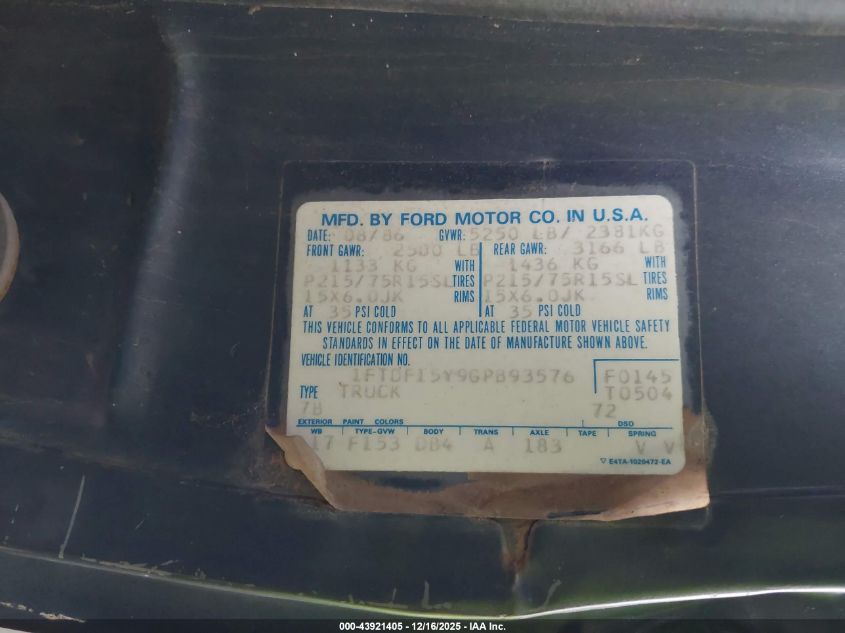 MFD. BY FORD MOTOR CO. IN U.S.A.
DATE: 08/86 GVWR: 5250 LB/ 2381KG
FRONT GAWR: 2500 LB REAR GAWR: 3166 LB
1133 KG WITH 1436 KG WITH
P215/75R15SL TIRES P215/75R15SL TIRES
15X6.0JK RIMS 15X6.0JK RIMS
AT 35 PSI COLD AT 35 PSI COLD
THIS VEHICLE CONFORMS TO ALL APPLICABLE FEDERAL MOTOR VEHICLE SAFETY
STANDARDS IN EFFECT ON THE DATE OF MANUFACTURE SHOWN ABOVE.
VEHICLE IDENTIFICATION NO.
1FTDF15Y9GPB93576 F0145
TYPE TRUCK T0504
7B 72
EXTERIOR PAINT COLORS DSO
WB TYPE-GVW BODY TRANS AXLE TAPE SPRING
F153 DB4 A 183 V V
E4TA-1020472-EA
000-43921405 - 12/16/2025 - IAA Inc.